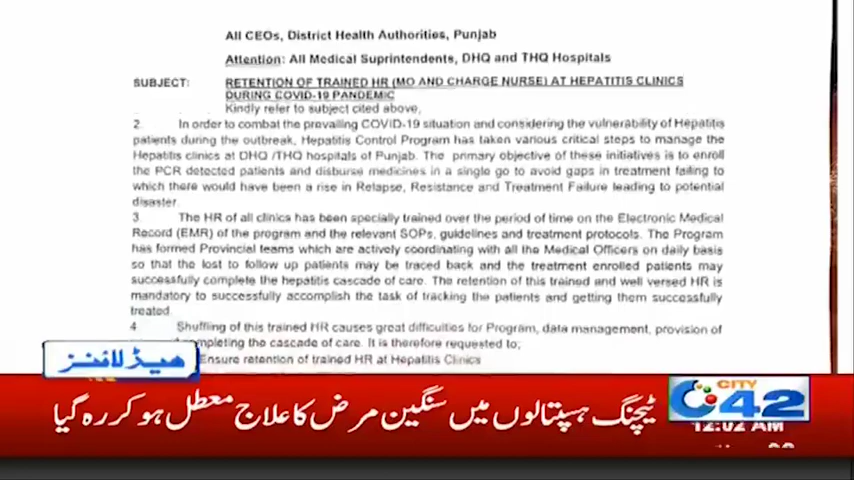 All CEOs, District Health Authorities, Punjab
Attention: All Medical Suprintendents, DHQ and THQ Hospitals
SUBJECT: RETENTION OF TRAINED HR (MO AND CHARGE NURSE) AT HEPATITIS CLINICS
DURING COVID-19 PANDEMIC
Kindly refer to subject cited above,
2. In order to combat the prevailing COVID-19 situation and considering the vulnerability of Hepatitis
patients during the outbreak, Hepatitis Control Program has taken various critical steps to manage the
Hepatitis clinics at DHQ /THQ hospitals of Punjab. The primary objective of these initiatives is to enroll
the PCR detected patients and disburse medicines in a single go to avoid gaps in treatment failing to
which there would have been a rise in Relapse, Resistance and Treatment Failure leading to potential
disaster.
3. The HR of all clinics has been specially trained over the period of time on the Electronic Medical
Record (EMR) of the program and the relevant SOPs, guidelines and treatment protocols. The Program
has formed Provincial teams which are actively coordinating with all the Medical Officers on daily basis
so that the lost to follow up patients may be traced back and the treatment enrolled patients may
successfully complete the hepatitis cascade of care. The retention of this trained and well versed HR is
mandatory to successfully accomplish the task of tracking the patients and getting them successfully
treated.
4. Shuffling of this trained HR causes great difficulties for Program, data management, provision of
completing the cascade of care. It is therefore requested to;
Ensure retention of trained HR at Hepatitis Clinics
ہیڈلائنز
ٹیچنگ ہسپتالوں میں سنگین مرض کا علاج معطل ہو کر رہ گیا
CITY
42
12:02 AM